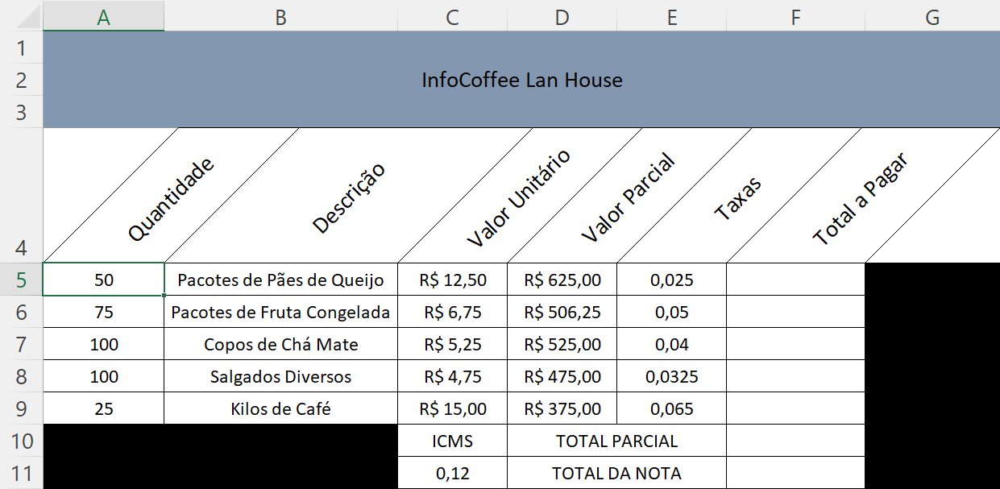 A B C D E F G
1
2 InfoCoffee Lan House
3
4 Quantidade Descrição Valor Unitário Valor Parcial Taxas Total a Pagar
5 50 Pacotes de Pães de Queijo R$ 12,50 R$ 625,00 0,025
6 75 Pacotes de Fruta Congelada R$ 6,75 R$ 506,25 0,05
7 100 Copos de Chá Mate R$ 5,25 R$ 525,00 0,04
8 100 Salgados Diversos R$ 4,75 R$ 475,00 0,0325
9 25 Kilos de Café R$ 15,00 R$ 375,00 0,065
10 ICMS TOTAL PARCIAL
11 0,12 TOTAL DA NOTA